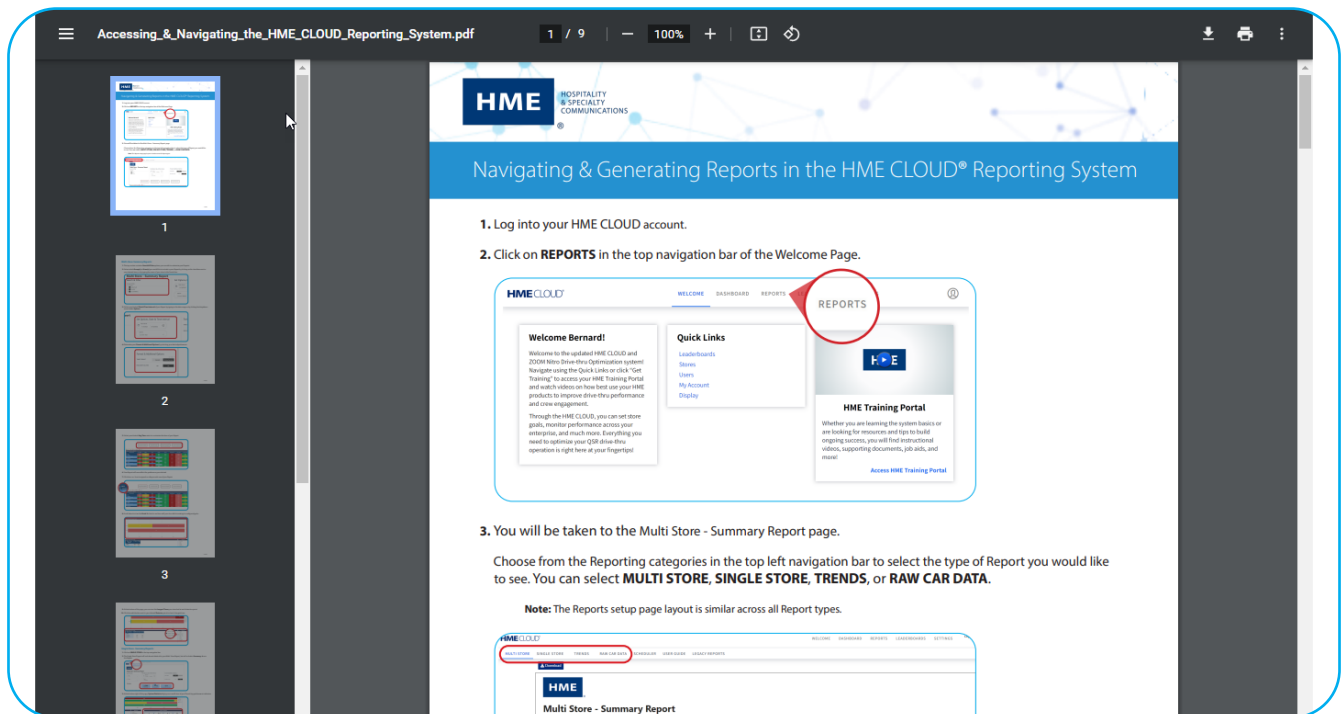 Accessing_&_Navigating_the_HME_CLOUD_Reporting_System.pdf
1 / 9
100%
1
2
3
HME
HOSPITALITY
& SPECIALTY
COMMUNICATIONS
®
Navigating & Generating Reports in the HME CLOUD® Reporting System
1. Log into your HME CLOUD account.
2. Click on REPORTS in the top navigation bar of the Welcome Page.
HMECLOUD®
WELCOME DASHBOARD REPORTS
REPORTS
Welcome Bernard!
Welcome to the updated HME CLOUD and
ZOOM Nitro Drive-thru Optimization system!
Navigate using the Quick Links or click "Get
Training" to access your HME Training Portal
and watch videos on how best use your HME
products to improve drive-thru performance
and crew engagement.
Through the HME CLOUD, you can set store
goals, monitor performance across your
enterprise, and much more. Everything you
need to optimize your QSR drive-thru
operation is right here at your fingertips!
Quick Links
Leaderboards
Stores
Users
My Account
Display
HME
HME Training Portal
Whether you are learning the system basics or
are looking for resources and tips to build
ongoing success, you will find instructional
videos, supporting documents, job aids, and
more!
Access HME Training Portal
3. You will be taken to the Multi Store - Summary Report page.
Choose from the Reporting categories in the top left navigation bar to select the type of Report you would like
to see. You can select MULTI STORE, SINGLE STORE, TRENDS, or RAW CAR DATA.
Note: The Reports setup page layout is similar across all Report types.
HMECLOUD®
WELCOME DASHBOARD REPORTS LEADERBOARDS SETTINGS
MULTI STORE SINGLE STORE TRENDS RAW CAR DATA SCHEDULER USER GUIDE LEGACY REPORTS
Download
HME
Multi Store - Summary Report